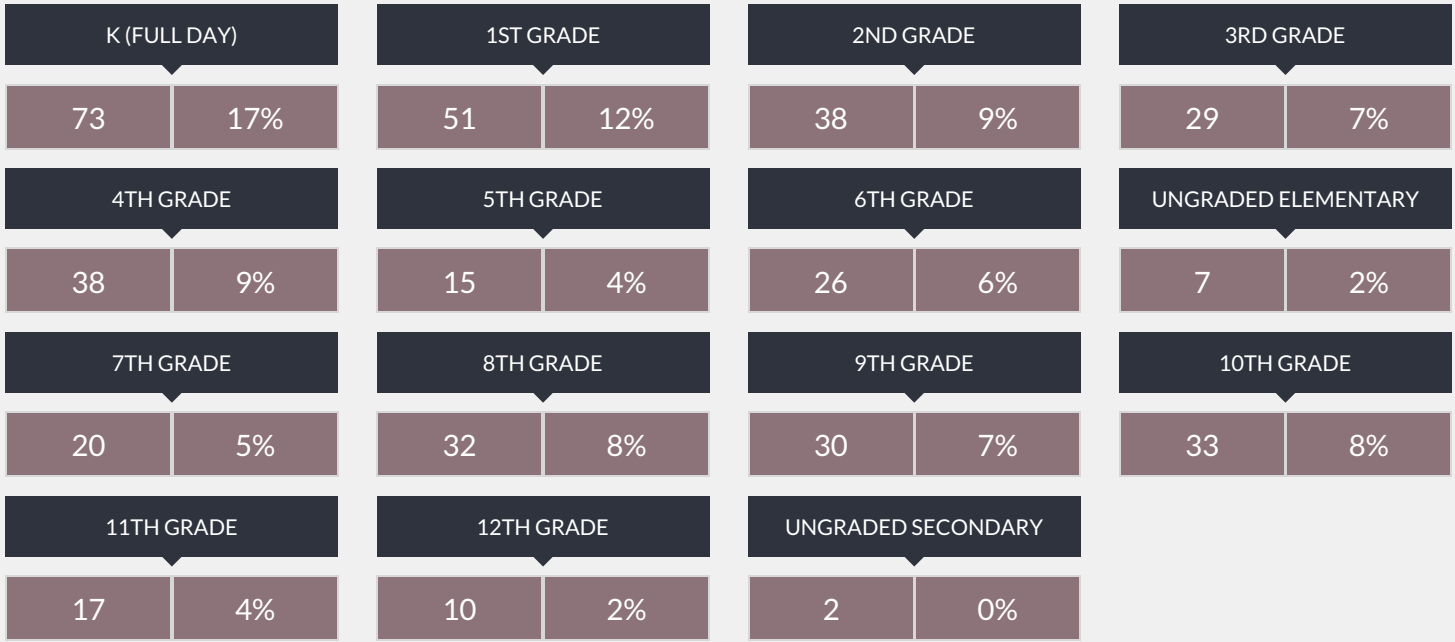 K (FULL DAY) 1ST GRADE 2ND GRADE 3RD GRADE
73 17% 51 12% 38 9% 29 7%
4TH GRADE 5TH GRADE 6TH GRADE UNGRADED ELEMENTARY
38 9% 15 4% 26 6% 7 2%
7TH GRADE 8TH GRADE 9TH GRADE 10TH GRADE
20 5% 32 8% 30 7% 33 8%
11TH GRADE 12TH GRADE UNGRADED SECONDARY
17 4% 10 2% 2 0%